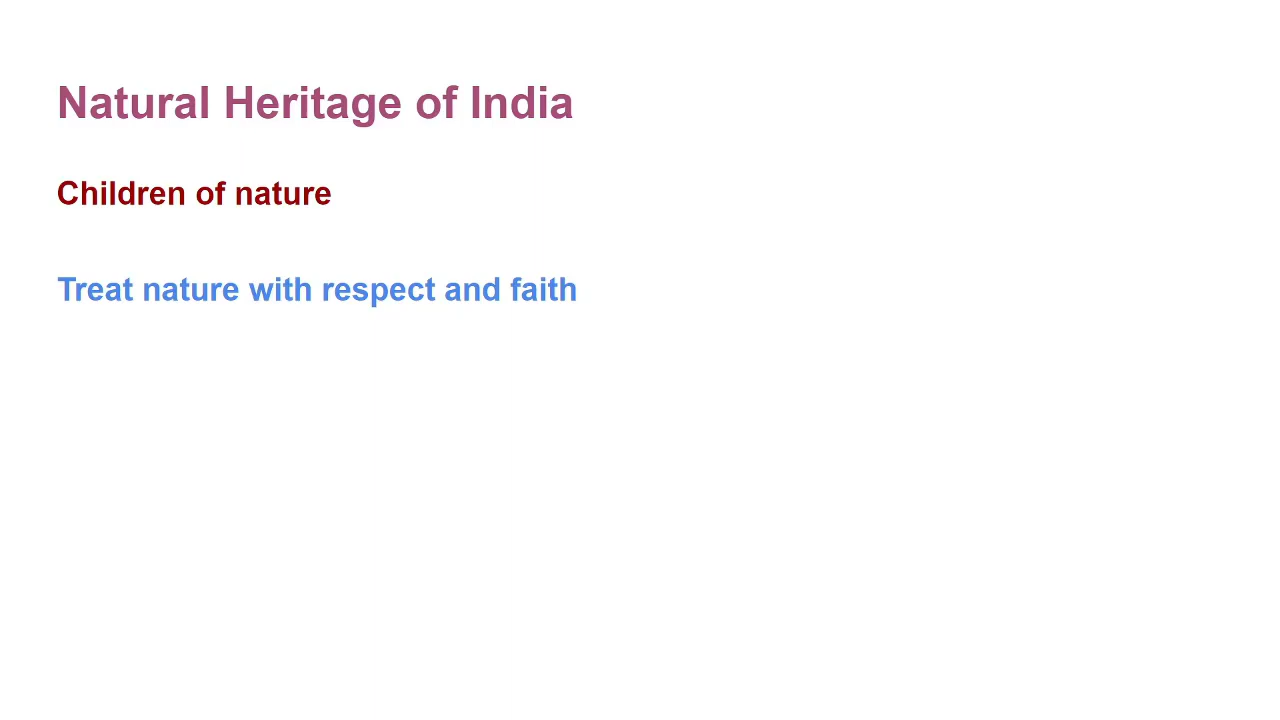 Natural Heritage of India
Children of nature
Treat nature with respect and faith